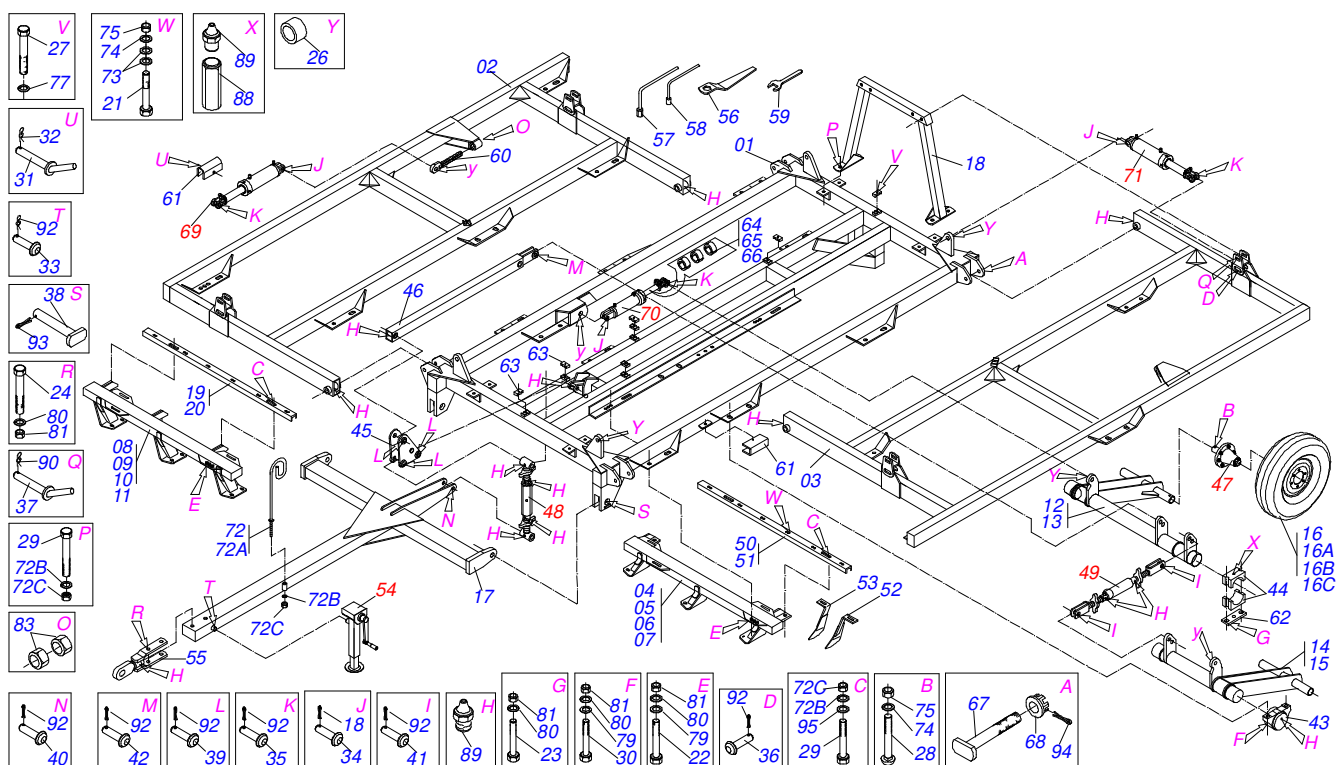 V
27
77
75
74
73
21
W
X
89
88
Y
26
U
32
31
T
92
33
38
S
93
R
24
80
81
90
Q
37
P
29
72B
72C
83
O
02
O
60
y
U
61
J
K
69
H
57
58
56
59
01
P
V
18
J
71
K
H
Y
A
Q
D
64
65
66
K
M
46
70
H
y
J
63
63
H
19
20
C
H
08
09
10
11
E
45
L
L
L
Y
H
61
03
B
47
Y
12
13
16
16A
16B
16C
72
72A
N
H
H
48
H
H
S
W
C
50
51
X
44
49
I
H
I
62
G
T
R
55
H
72B
72C
54
17
04
05
06
07
E
53
52
y
14
15
43
F
H
N
92
40
M
92
42
L
92
39
K
92
35
J
18
34
I
92
41
H
89
G
81
80
23
F
81
80
79
30
E
81
80
79
22
D
92
36
C
72C
72B
95
29
B
75
74
28
A
67
68
94